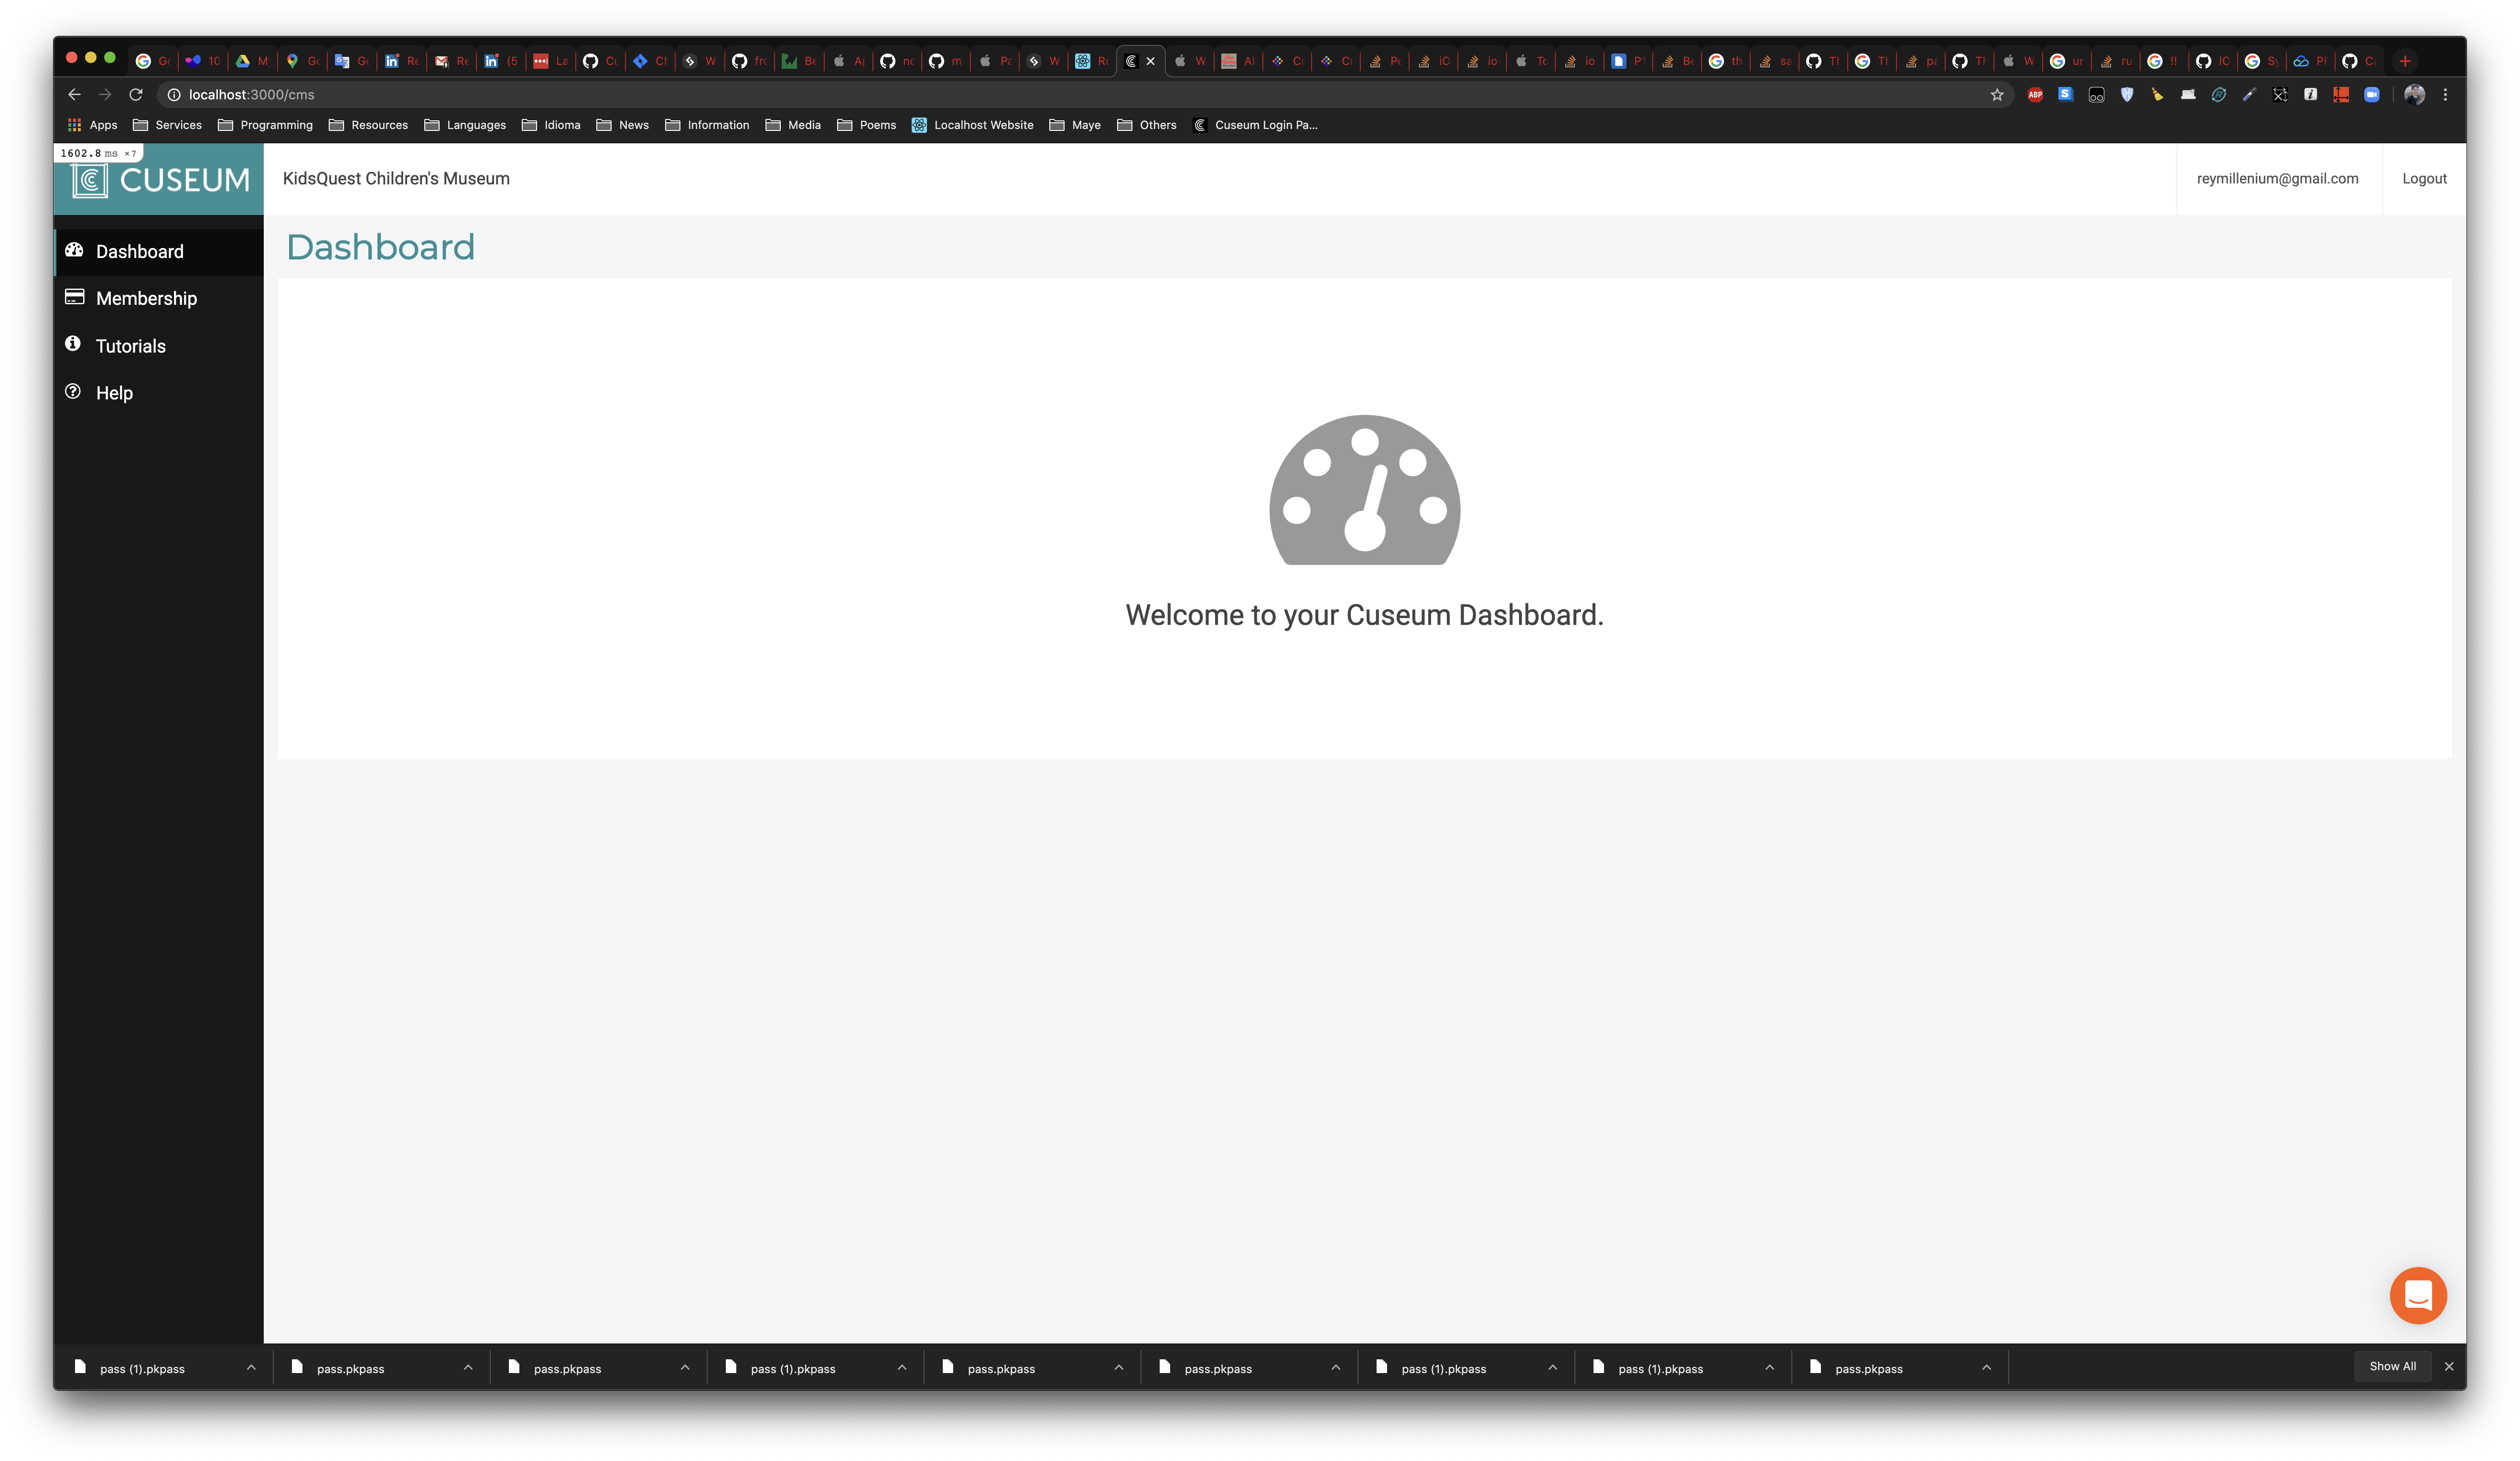 localhost:3000/cms
Apps Services Programming Resources Languages Idioma News Information Media Poems Localhost Website Maye Others Cuseum Login Pa...
1602.8 ms ×7
CUSEUM
KidsQuest Children's Museum
reymillenium@gmail.com
Logout
Dashboard
Membership
Tutorials
Help
Dashboard
Welcome to your Cuseum Dashboard.
pass (1).pkpass pass.pkpass pass.pkpass pass (1).pkpass pass.pkpass pass.pkpass pass (1).pkpass pass (1).pkpass pass.pkpass Show All